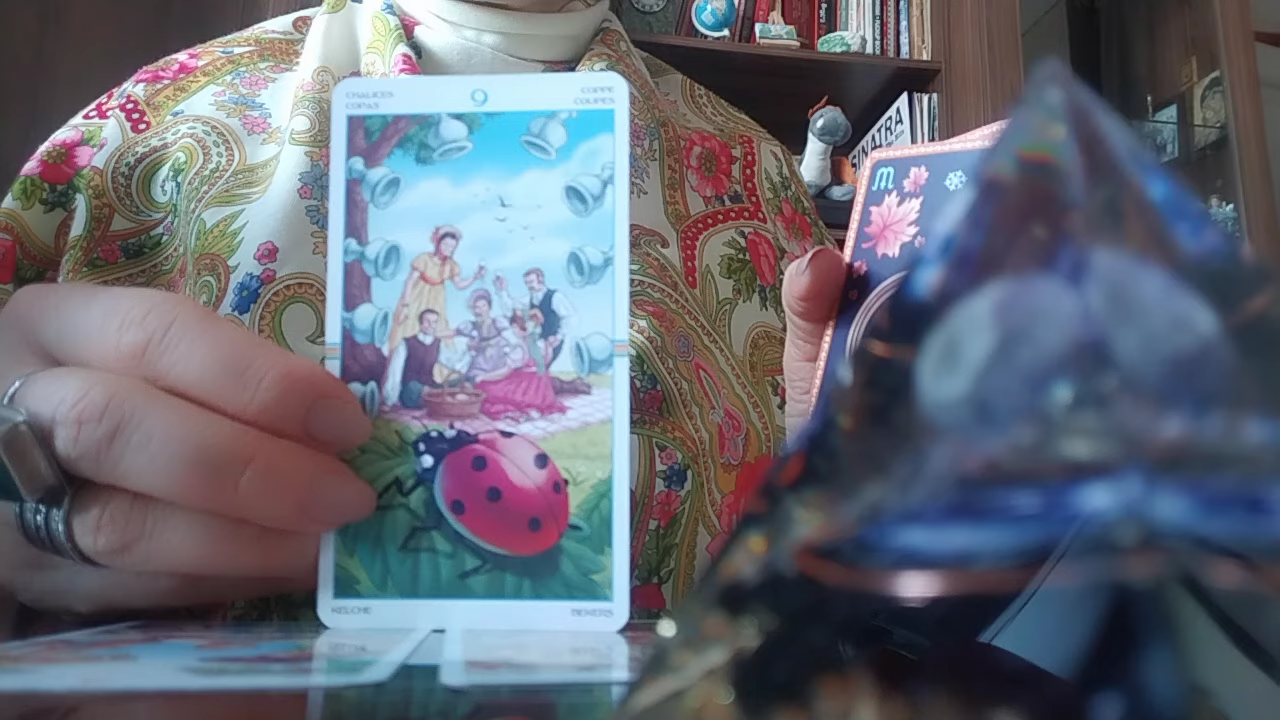 CHALICES
COPAS
9
COPPE
COUPES
SINATRA
♏
KELCHE
BEKERS